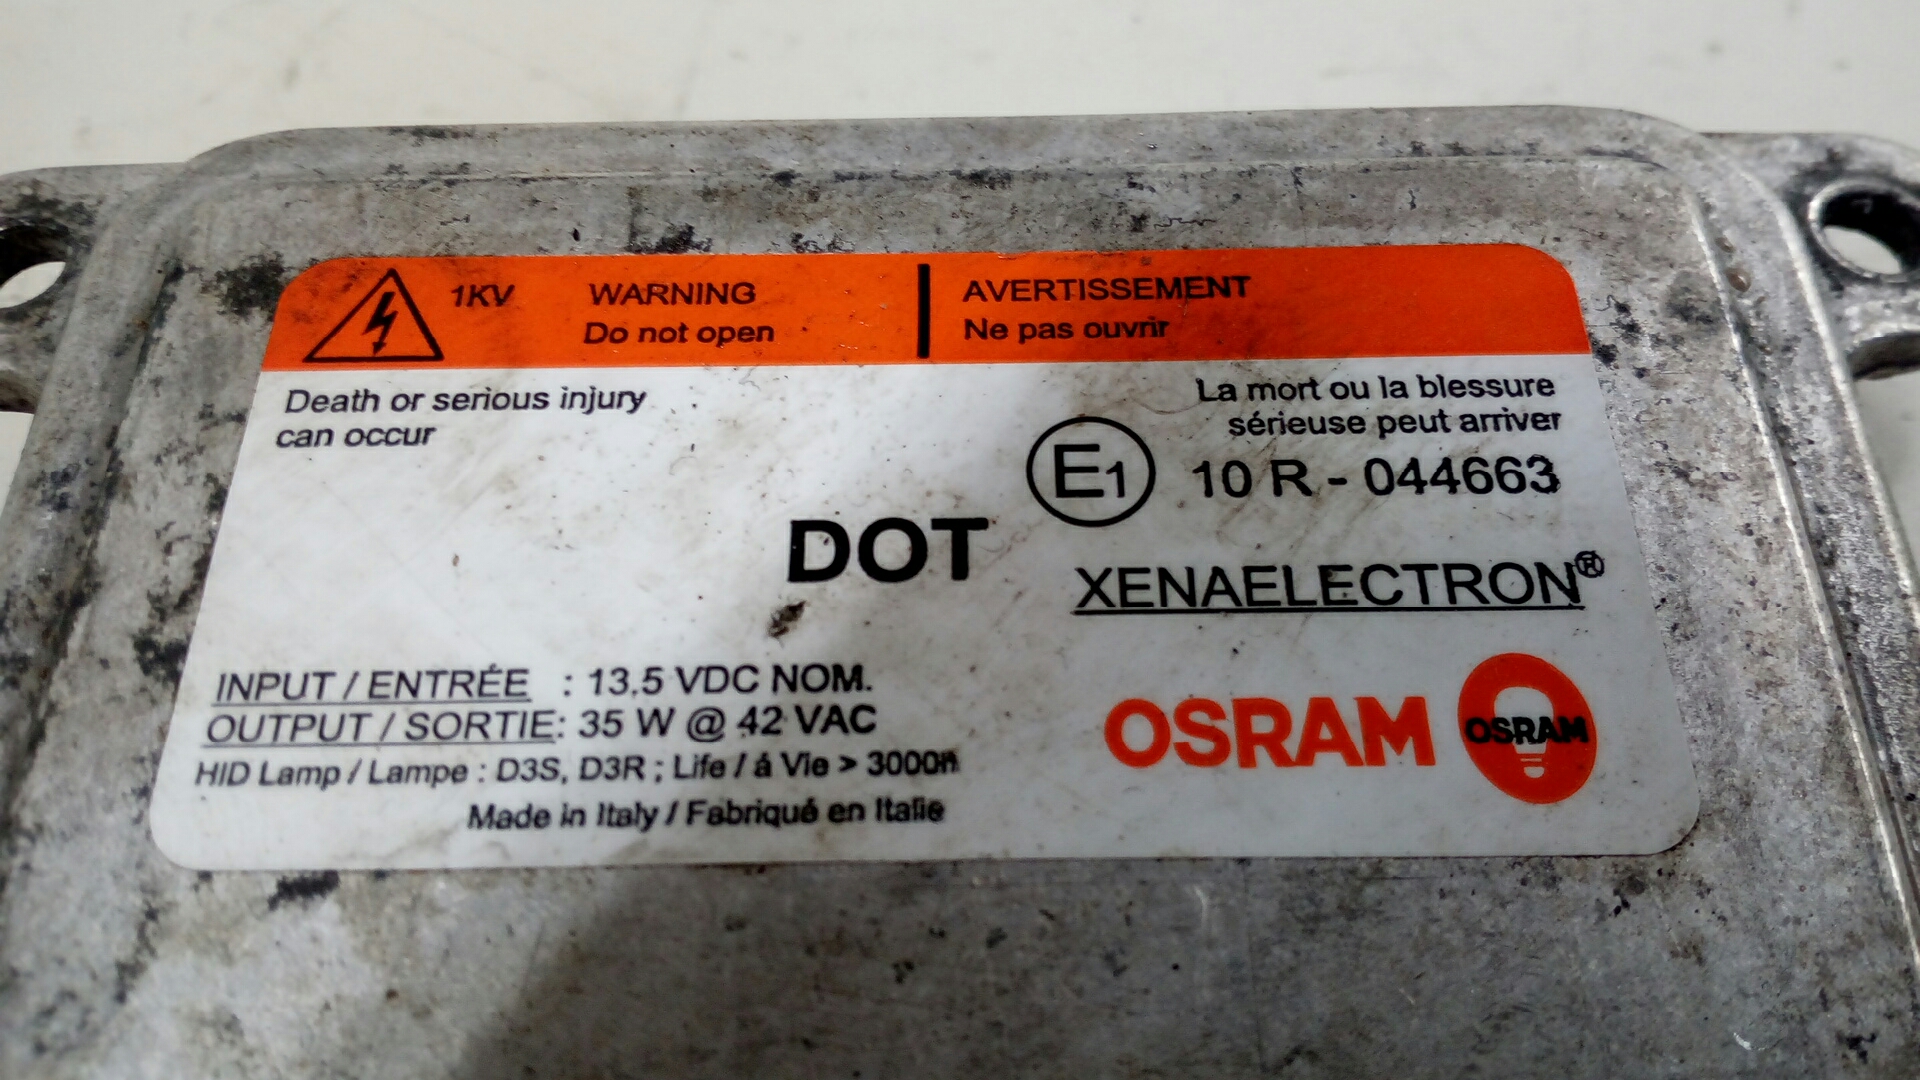 1KV WARNING
Do not open
AVERTISSEMENT
Ne pas ouvrir
Death or serious injury
can occur
La mort ou la blessure
sérieuse peut arriver
E1 10 R - 044663
DOT
XENAELECTRON®
INPUT / ENTRÉE : 13.5 VDC NOM.
OUTPUT / SORTIE: 35 W @ 42 VAC
HID Lamp / Lampe : D3S, D3R ; Life / á Vie > 3000h
Made in Italy / Fabriqué en Italie
OSRAM
OSRAM